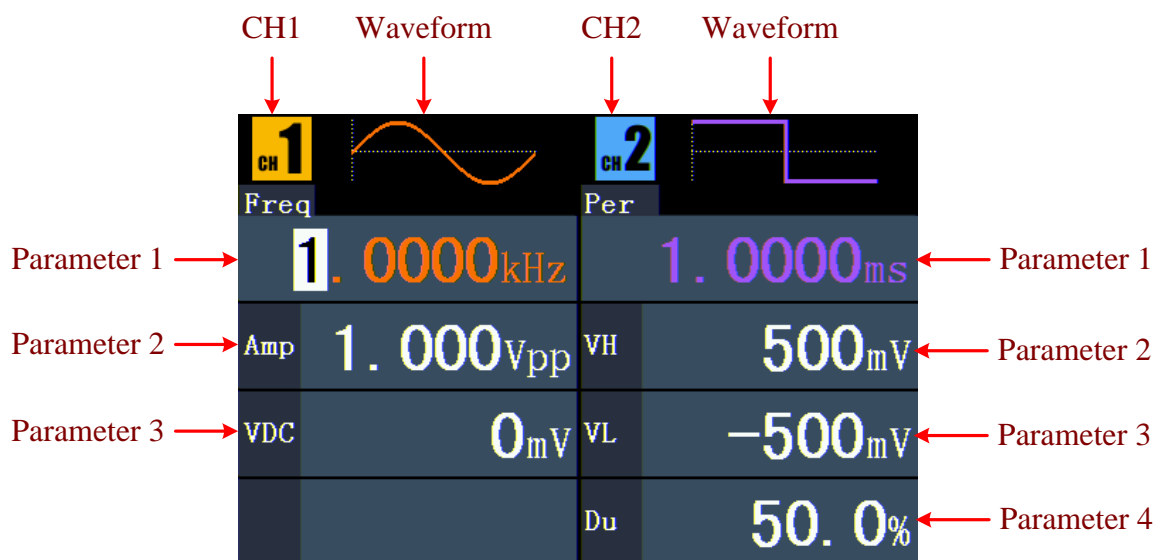 CH1 Waveform CH2 Waveform
CH 1 CH 2
Freq Per
Parameter 1 1.0000kHz 1.0000ms Parameter 1
Parameter 2 Amp 1.000Vpp VH 500mV Parameter 2
Parameter 3 VDC 0mV VL -500mV Parameter 3
Du 50.0% Parameter 4